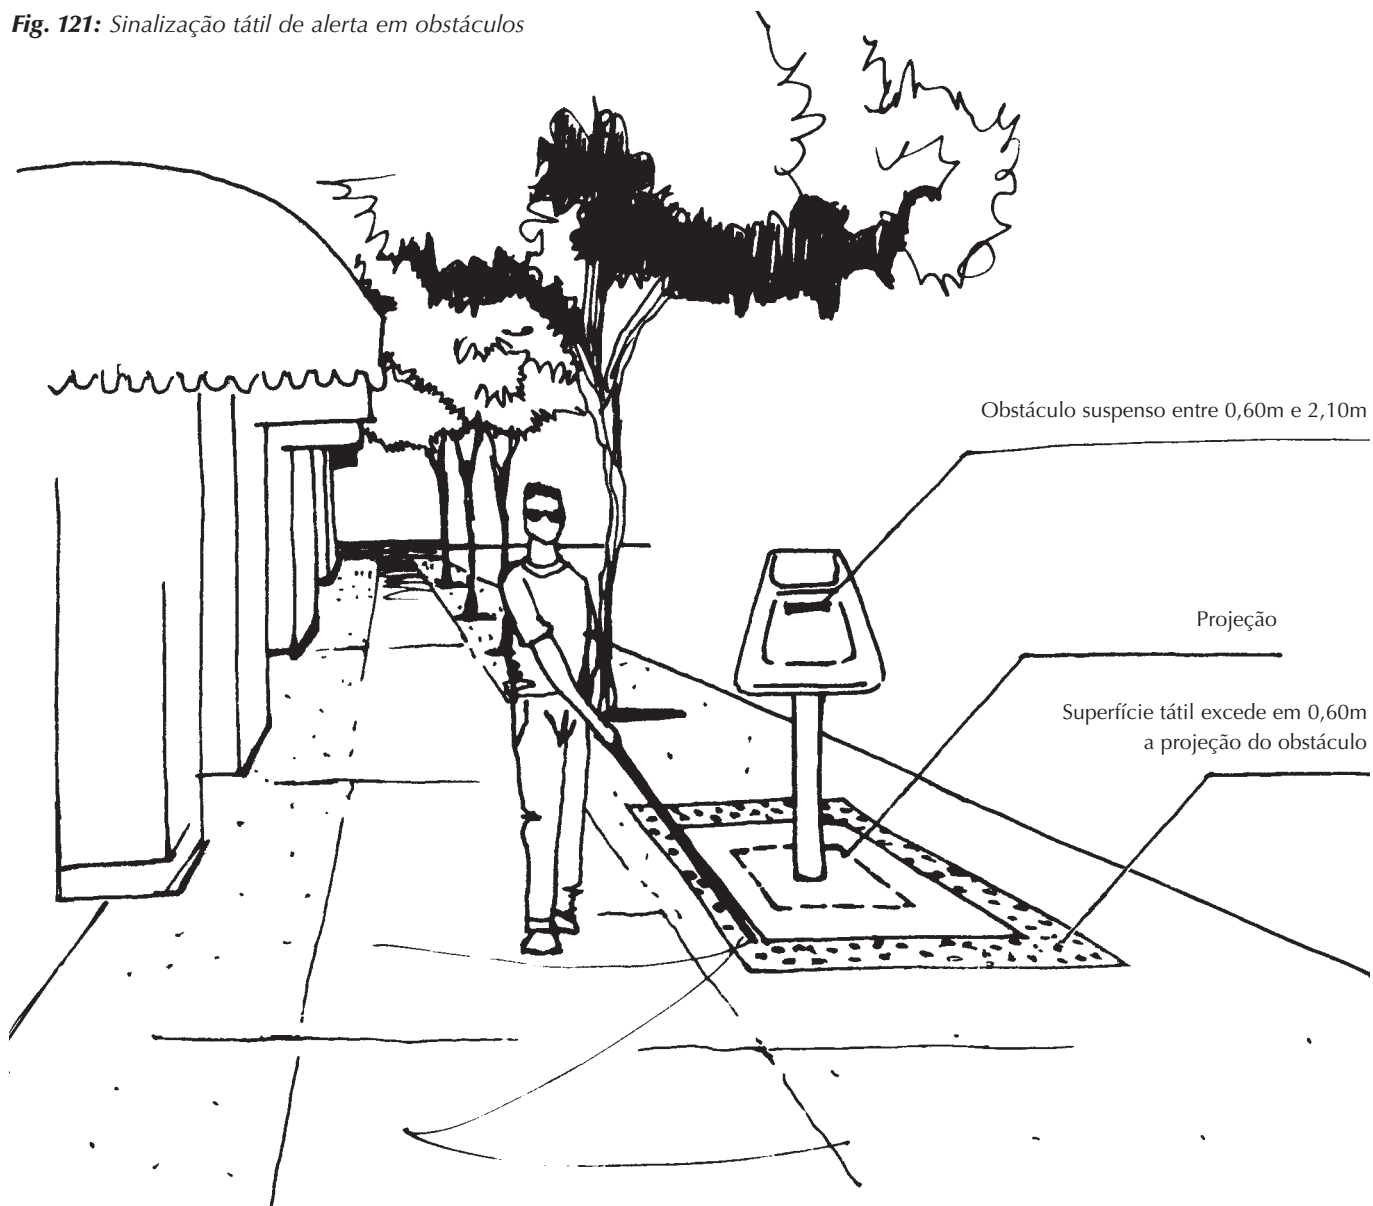 Fig. 121: Sinalização tátil de alerta em obstáculos
Obstáculo suspenso entre 0,60m e 2,10m
Projeção
Superfície tátil excede em 0,60m
a projeção do obstáculo